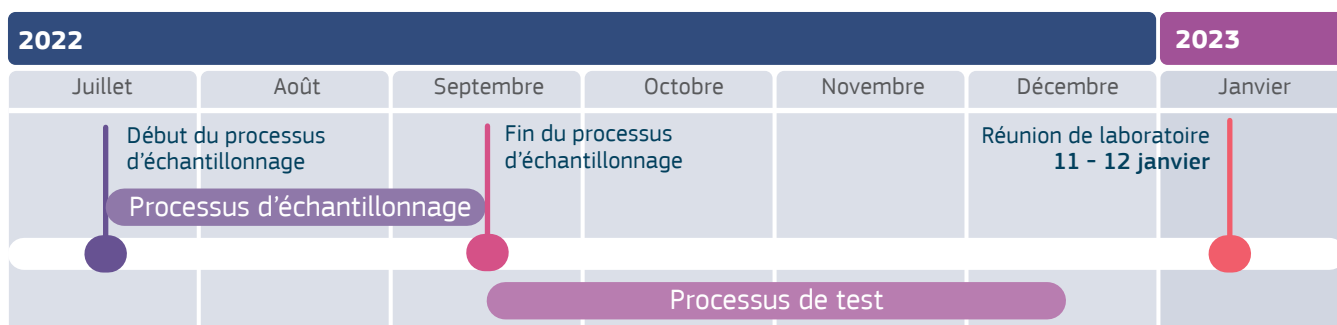 2022
2023
Juillet
Août
Septembre
Octobre
Novembre
Décembre
Janvier
Début du processus
d'échantillonnage
Fin du processus
d'échantillonnage
Réunion de laboratoire
11 - 12 janvier
Processus d'échantillonnage
Processus de test